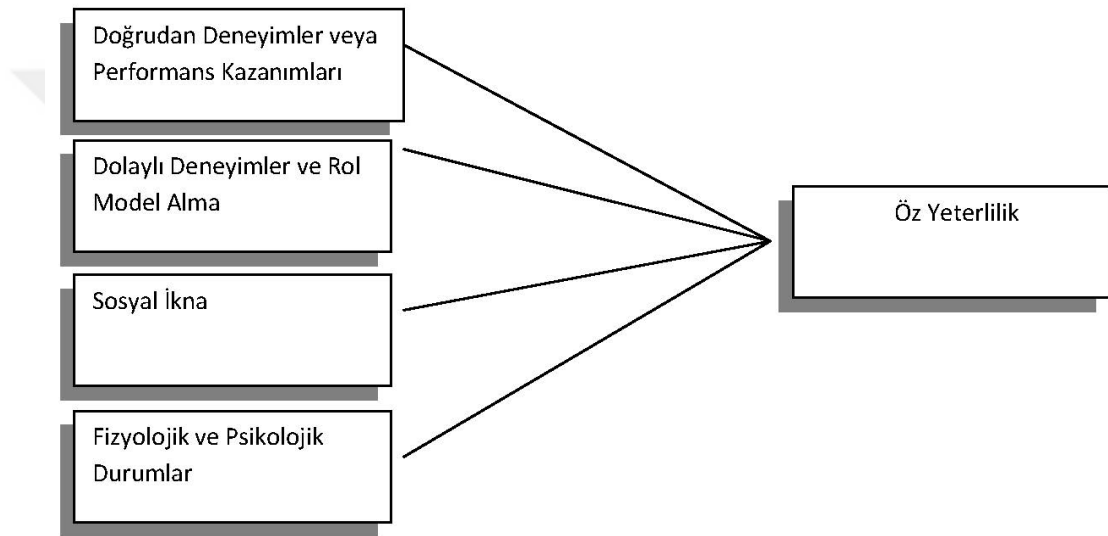 Doğrudan Deneyimler veya
Performans Kazanımları
Dolaylı Deneyimler ve Rol
Model Alma
Sosyal İkna
Fizyolojik ve Psikolojik
Durumlar
Öz Yeterlilik